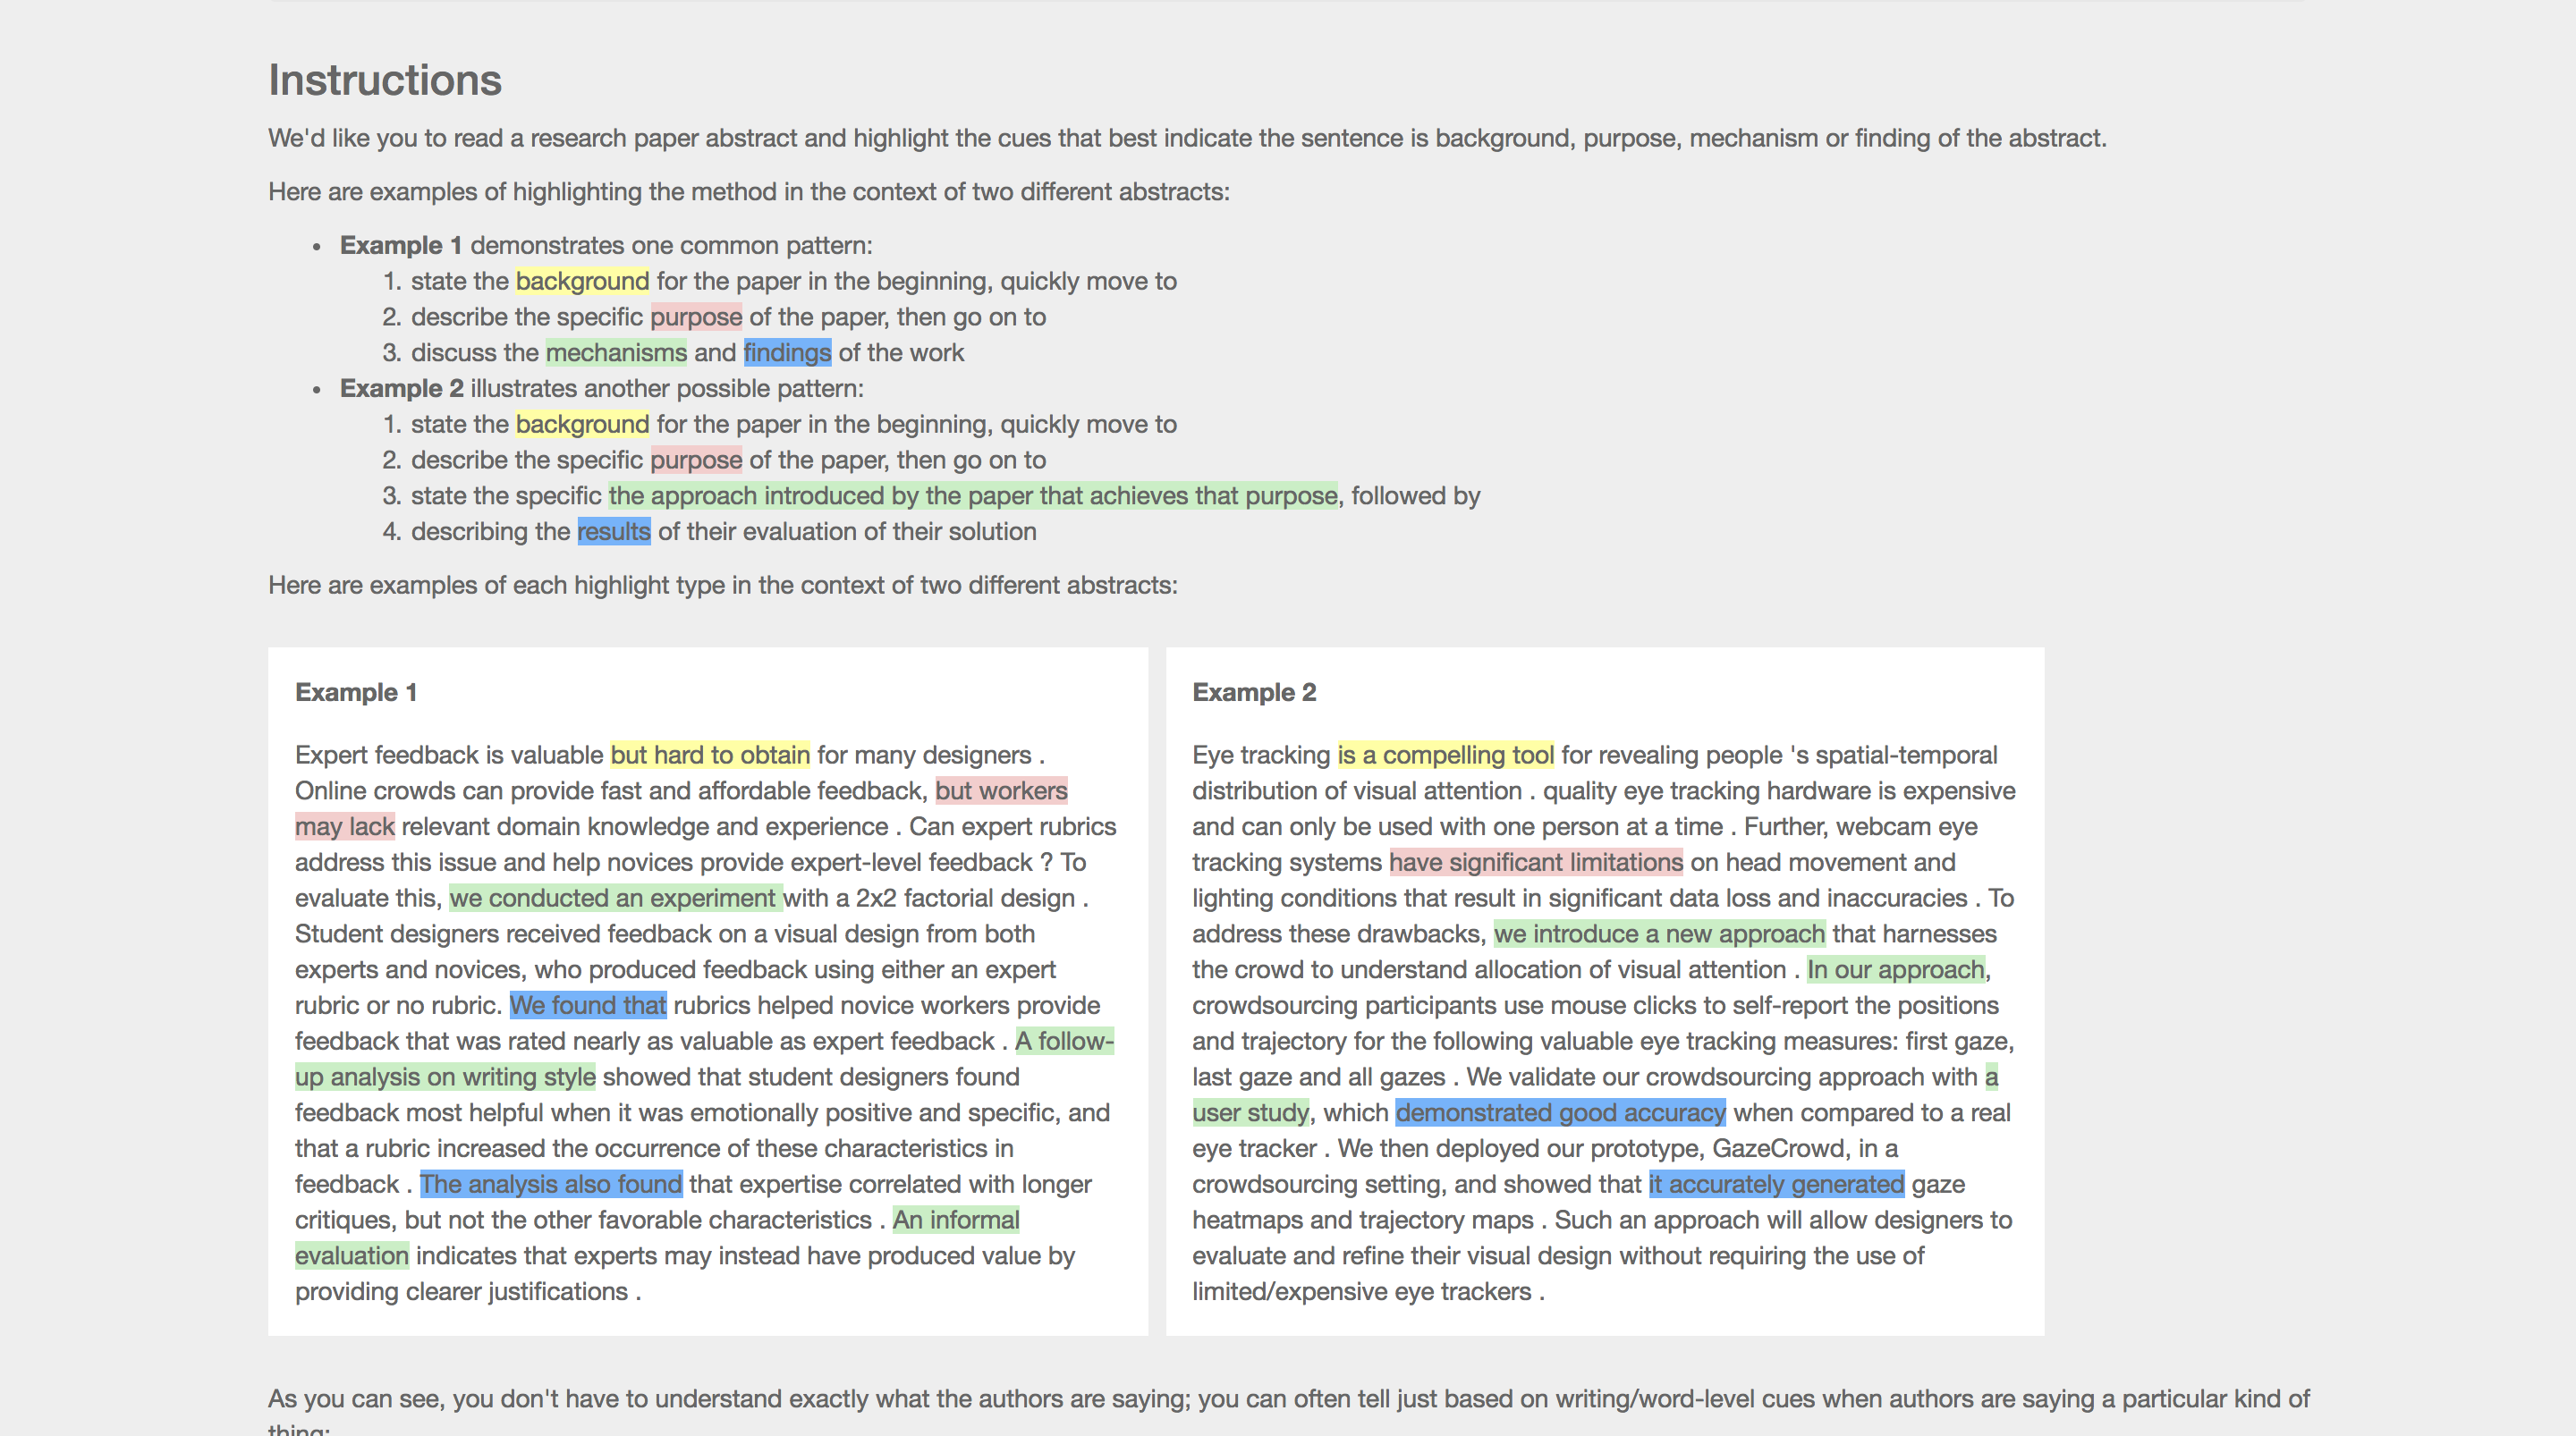 Instructions
We'd like you to read a research paper abstract and highlight the cues that best indicate the sentence is background, purpose, mechanism or finding of the abstract.
Here are examples of highlighting the method in the context of two different abstracts:
• Example 1 demonstrates one common pattern:
1. state the background for the paper in the beginning, quickly move to
2. describe the specific purpose of the paper, then go on to
3. discuss the mechanisms and findings of the work
• Example 2 illustrates another possible pattern:
1. state the background for the paper in the beginning, quickly move to
2. describe the specific purpose of the paper, then go on to
3. state the specific the approach introduced by the paper that achieves that purpose, followed by
4. describing the results of their evaluation of their solution
Here are examples of each highlight type in the context of two different abstracts:
Example 1
Expert feedback is valuable but hard to obtain for many designers .
Online crowds can provide fast and affordable feedback, but workers
may lack relevant domain knowledge and experience . Can expert rubrics
address this issue and help novices provide expert-level feedback ? To
evaluate this, we conducted an experiment with a 2x2 factorial design .
Student designers received feedback on a visual design from both
experts and novices, who produced feedback using either an expert
rubric or no rubric. We found that rubrics helped novice workers provide
feedback that was rated nearly as valuable as expert feedback . A follow-
up analysis on writing style showed that student designers found
feedback most helpful when it was emotionally positive and specific, and
that a rubric increased the occurrence of these characteristics in
feedback . The analysis also found that expertise correlated with longer
critiques, but not the other favorable characteristics . An informal
evaluation indicates that experts may instead have produced value by
providing clearer justifications .
Example 2
Eye tracking is a compelling tool for revealing people 's spatial-temporal
distribution of visual attention . quality eye tracking hardware is expensive
and can only be used with one person at a time . Further, webcam eye
tracking systems have significant limitations on head movement and
lighting conditions that result in significant data loss and inaccuracies . To
address these drawbacks, we introduce a new approach that harnesses
the crowd to understand allocation of visual attention . In our approach,
crowdsourcing participants use mouse clicks to self-report the positions
and trajectory for the following valuable eye tracking measures: first gaze,
last gaze and all gazes . We validate our crowdsourcing approach with a
user study, which demonstrated good accuracy when compared to a real
eye tracker . We then deployed our prototype, GazeCrowd, in a
crowdsourcing setting, and showed that it accurately generated gaze
heatmaps and trajectory maps . Such an approach will allow designers to
evaluate and refine their visual design without requiring the use of
limited/expensive eye trackers .
As you can see, you don't have to understand exactly what the authors are saying; you can often tell just based on writing/word-level cues when authors are saying a particular kind of
thing: